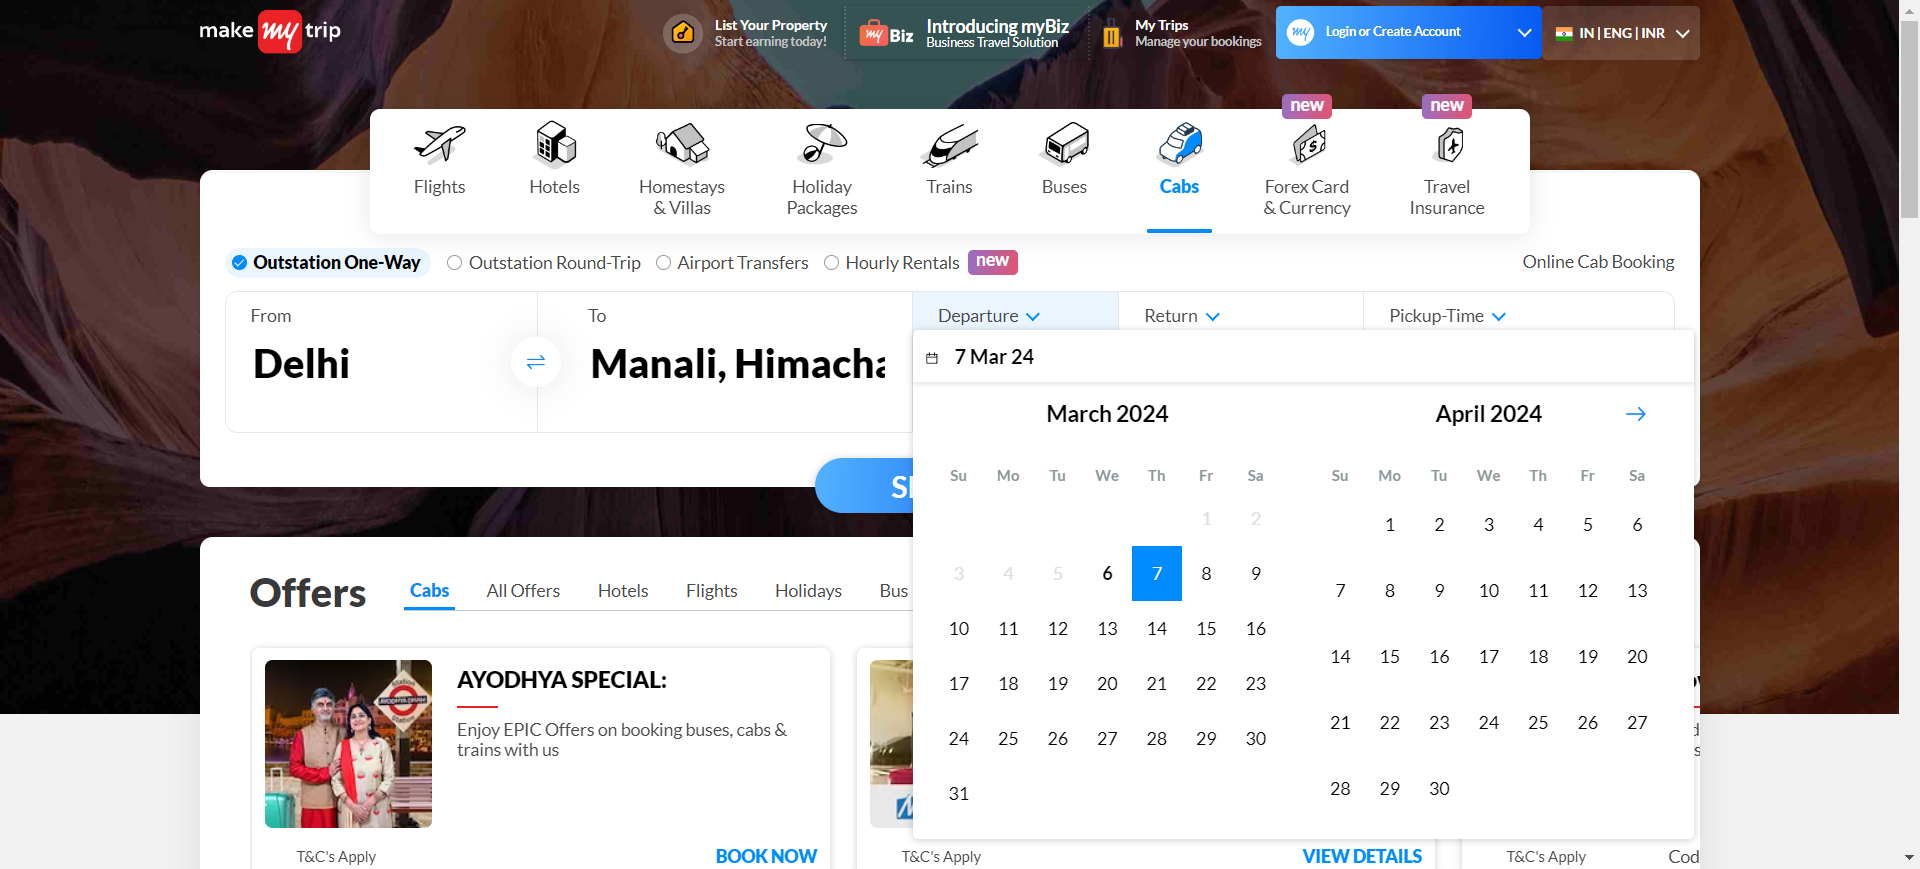 make my trip
List Your Property
Start earning today!
my Biz
Introducing myBiz
Business Travel Solution
My Trips
Manage your bookings
my
Login or Create Account
IN | ENG | INR
new
new
Flights
Hotels
Homestays
& Villas
Holiday
Packages
Trains
Buses
Cabs
Forex Card
& Currency
Travel
Insurance
Outstation One-Way
Outstation Round-Trip
Airport Transfers
Hourly Rentals
new
Online Cab Booking
From
To
Departure
Return
Pickup-Time
Delhi
Manali, Himacha
7 Mar 24
March 2024
April 2024
Su Mo Tu We Th Fr Sa
1 2
3 4 5 6 7 8 9
10 11 12 13 14 15 16
17 18 19 20 21 22 23
24 25 26 27 28 29 30
31
Su Mo Tu We Th Fr Sa
1 2 3 4 5 6
7 8 9 10 11 12 13
14 15 16 17 18 19 20
21 22 23 24 25 26 27
28 29 30
Offers
Cabs
All Offers
Hotels
Flights
Holidays
Bus
Station
AYODHYA DHAM
Station
AYODHYA SPECIAL:
Enjoy EPIC Offers on booking buses, cabs &
trains with us
T&C's Apply
BOOK NOW
T&C's Apply
VIEW DETAILS
T&C's Apply
Cod